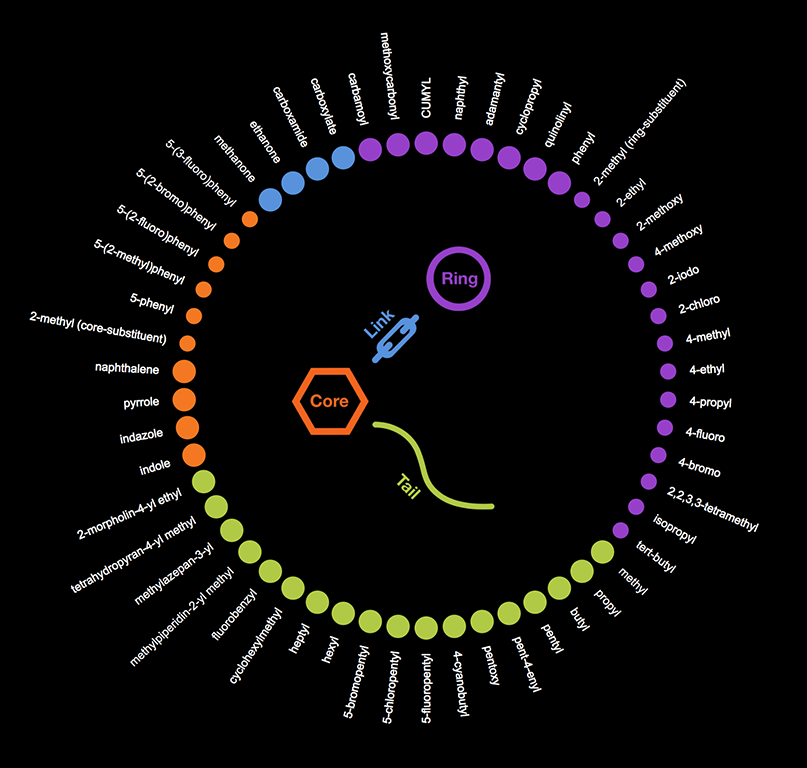 methoxycarbonyl
CUMYL
naphthyl
adamantyl
cyclopropyl
quinolinyl
phenyl
2-methyl (ring-substituent)
2-ethyl
2-methoxy
4-methoxy
2-iodo
2-chloro
4-methyl
4-ethyl
4-propyl
4-fluoro
4-bromo
2,2,3,3-tetramethyl
isopropyl
tert-butyl
methyl
propyl
butyl
pentyl
pent-4-enyl
pentoxy
4-cyanobutyl
5-fluoropentyl
5-chloropentyl
5-bromopentyl
hexyl
heptyl
cyclohexylmethyl
fluorobenzyl
methylpiperidin-2-yl methyl
methylazepan-3-yl
tetrahydropyran-4-yl methyl
2-morpholin-4-yl ethyl
indole
indazole
pyrrole
naphthalene
2-methyl (core-substituent)
5-phenyl
5-(2-methyl)phenyl
5-(2-fluoro)phenyl
5-(2-bromo)phenyl
5-(3-fluoro)phenyl
methanone
ethanone
carboxamide
carboxylate
carbamoyl
Ring
Link
Core
Tail